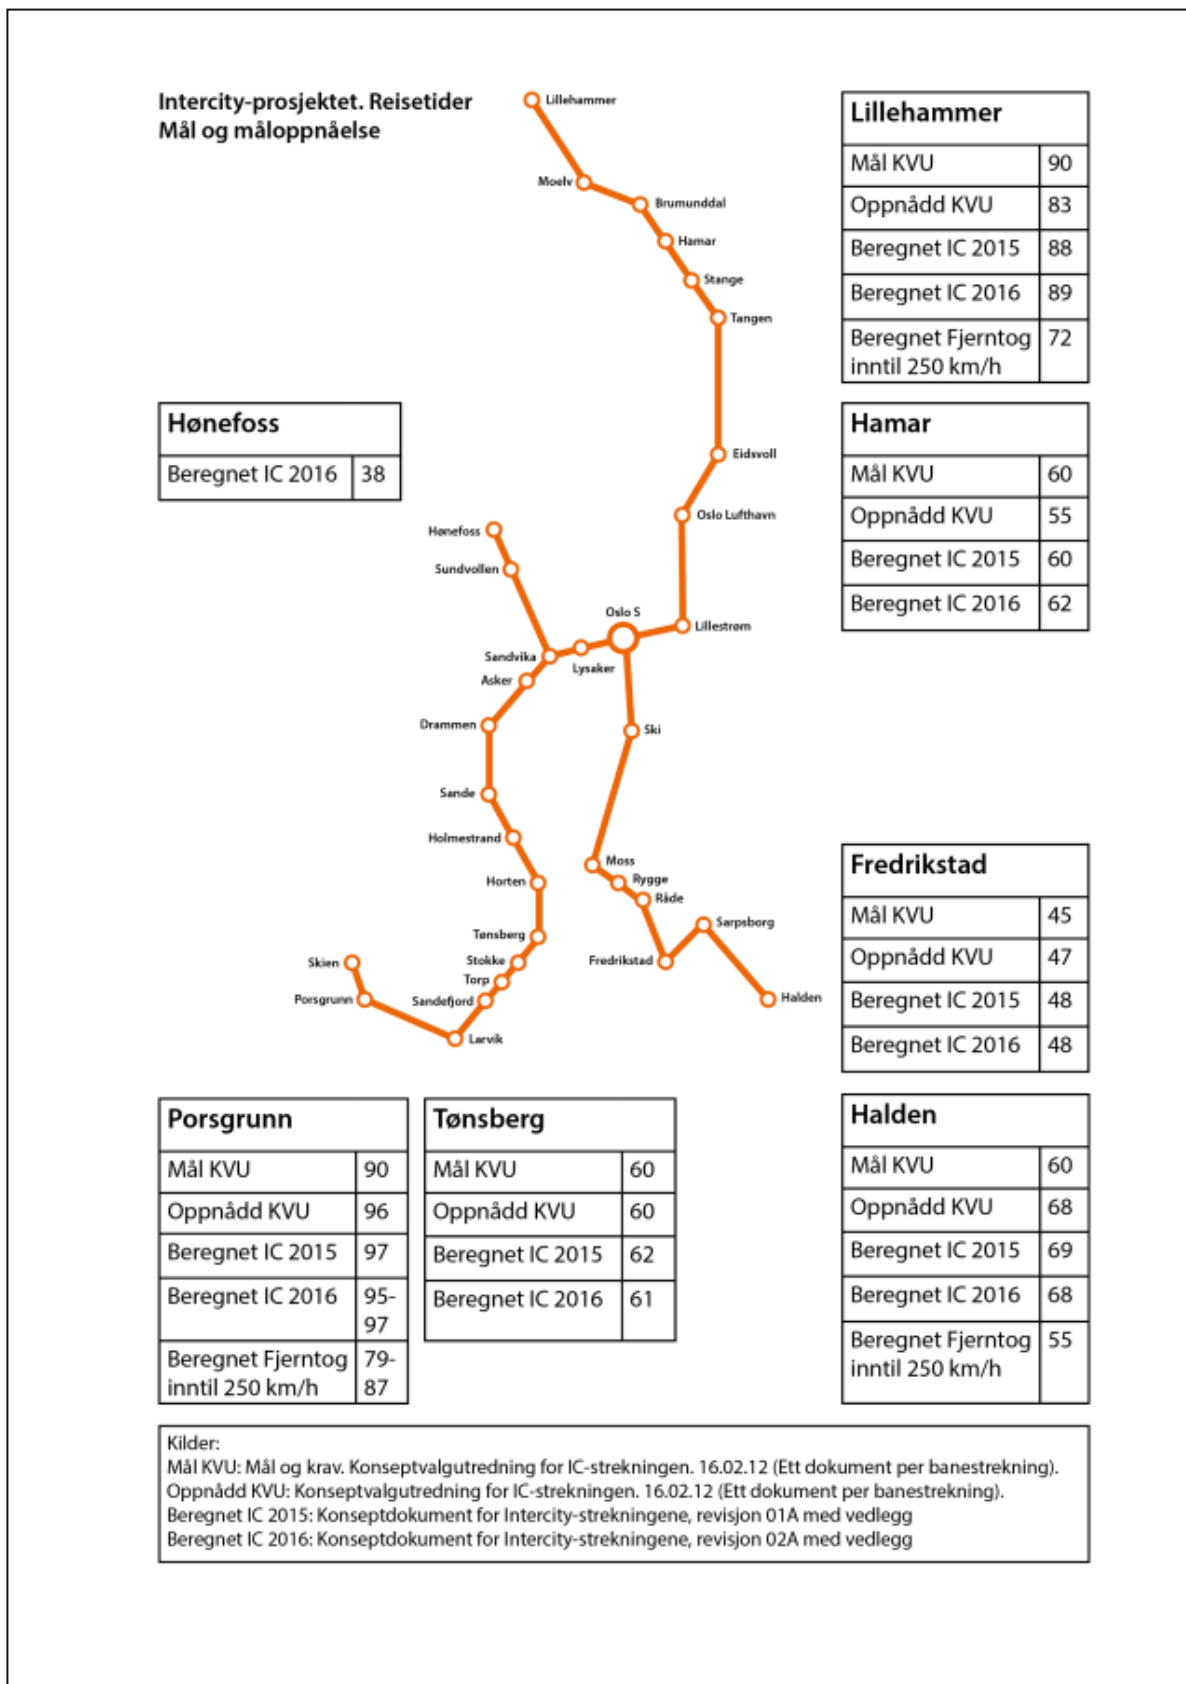 Intercity-prosjektet. Reisetider
Mål og måloppnåelse
Lillehammer
Moelv
Brumunddal
Hamar
Stange
Tangen
Eidsvoll
Oslo Lufthavn
Lillestrøm
Oslo S
Lysaker
Hønefoss
Sundvollen
Sandvika
Asker
Drammen
Sande
Holmestrand
Horten
Tønsberg
Stokke
Torp
Sandefjord
Larvik
Porsgrunn
Skien
Ski
Moss
Rygge
Råde
Fredrikstad
Sarpsborg
Halden
Lillehammer
Mål KVU 90
Oppnådd KVU 83
Beregnet IC 2015 88
Beregnet IC 2016 89
Beregnet Fjerntog 72
inntil 250 km/h
Hønefoss
Beregnet IC 2016 38
Hamar
Mål KVU 60
Oppnådd KVU 55
Beregnet IC 2015 60
Beregnet IC 2016 62
Fredrikstad
Mål KVU 45
Oppnådd KVU 47
Beregnet IC 2015 48
Beregnet IC 2016 48
Porsgrunn
Mål KVU 90
Oppnådd KVU 96
Beregnet IC 2015 97
Beregnet IC 2016 95-
97
Beregnet Fjerntog 79-
inntil 250 km/h 87
Tønsberg
Mål KVU 60
Oppnådd KVU 60
Beregnet IC 2015 62
Beregnet IC 2016 61
Halden
Mål KVU 60
Oppnådd KVU 68
Beregnet IC 2015 69
Beregnet IC 2016 68
Beregnet Fjerntog 55
inntil 250 km/h
Kilder:
Mål KVU: Mål og krav. Konseptvalgutredning for IC-strekningen. 16.02.12 (Ett dokument per banestrekning).
Oppnådd KVU: Konseptvalgutredning for IC-strekningen. 16.02.12 (Ett dokument per banestrekning).
Beregnet IC 2015: Konseptdokument for Intercity-strekningene, revisjon 01A med vedlegg
Beregnet IC 2016: Konseptdokument for Intercity-strekningene, revisjon 02A med vedlegg